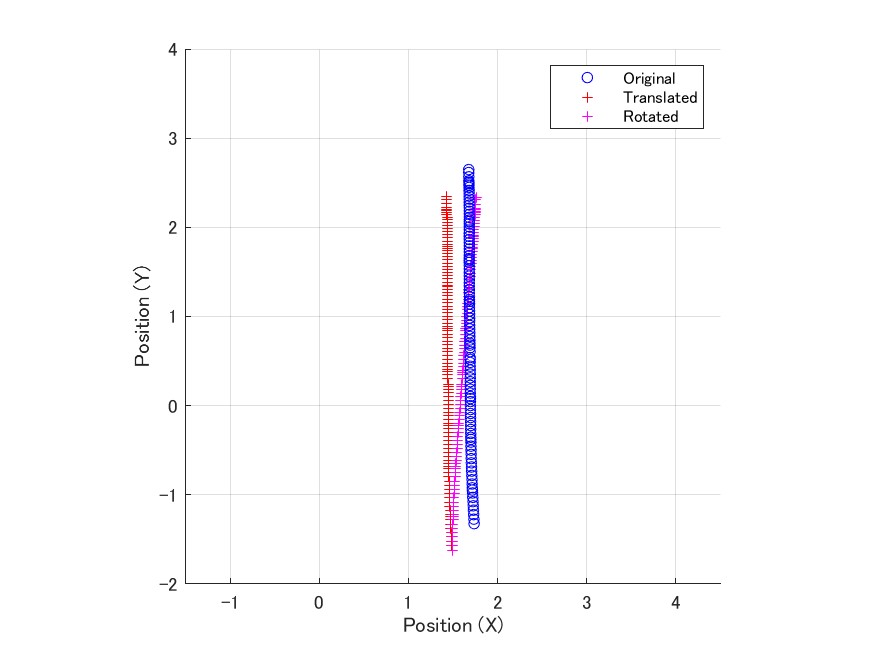 4
3
2
1
0
−1
−2
−1
0
1
2
3
4
Position (X)
Position (Y)
Original
Translated
Rotated